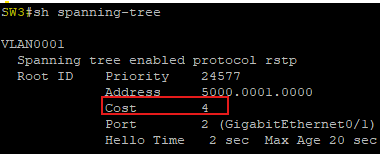 SW3#sh spanning-tree
VLAN0001
Spanning tree enabled protocol rstp
Root ID Priority 24577
Address 5000.0001.0000
Cost 4
Port 2 (GigabitEthernet0/1)
Hello Time 2 sec Max Age 20 sec